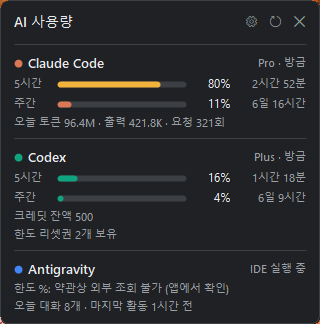 AI 사용량
Claude Code Pro · 방금
5시간 80% 2시간 52분
주간 11% 6일 16시간
오늘 토큰 96.4M · 출력 421.8K · 요청 321회
Codex Plus · 방금
5시간 16% 1시간 18분
주간 4% 6일 9시간
크레딧 잔액 500
한도 리셋권 2개 보유
Antigravity IDE 실행 중
한도 %: 약관상 외부 조회 불가 (앱에서 확인)
오늘 대화 8개 · 마지막 활동 1시간 전